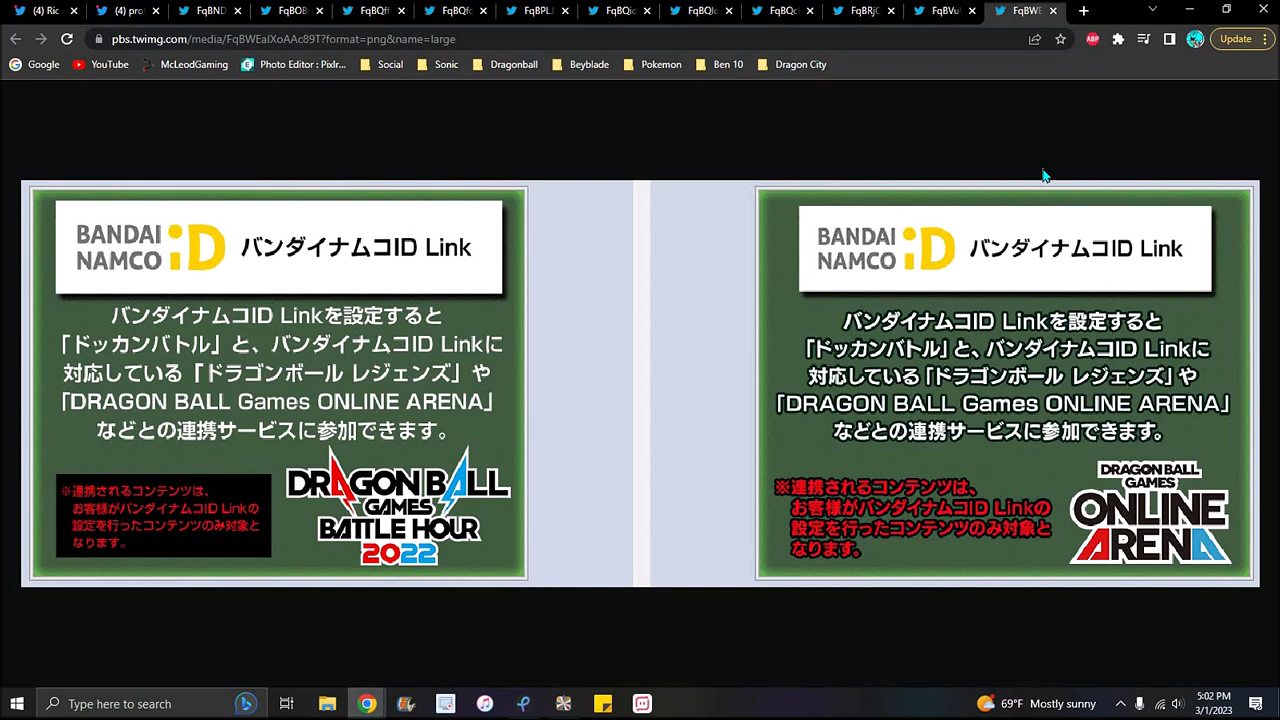 (4) Ric
(4) pro
FqBND
FqBOB
FqBQf
FqBQf
FqBPL
FqBQi
FqBQl
FqBQc
FqBRj
FqBVu
FqBWE
pbs.twimg.com/media/FqBWEaIXoAAc89T?format=png&name=large
ABP
Update
Google
YouTube
McLeodGaming
Photo Editor : Pixlr...
Social
Sonic
Dragonball
Beyblade
Pokemon
Ben 10
Dragon City
BANDAI
NAMCO
iD
バンダイナムコID Link
バンダイナムコID Linkを設定すると
「ドッカンバトル」と、バンダイナムコID Linkに
対応している「ドラゴンボール レジェンズ」や
「DRAGON BALL Games ONLINE ARENA」
などとの連携サービスに参加できます。
※連携されるコンテンツは、
お客様がバンダイナムコID Linkの
設定を行ったコンテンツのみ対象と
なります。
DRAGON BALL
GAMES
BATTLE HOUR
2022
BANDAI
NAMCO
iD
バンダイナムコID Link
バンダイナムコID Linkを設定すると
「ドッカンバトル」と、バンダイナムコID Linkに
対応している「ドラゴンボール レジェンズ」や
「DRAGON BALL Games ONLINE ARENA」
などとの連携サービスに参加できます。
※連携されるコンテンツは、
お客様がバンダイナムコID Linkの
設定を行ったコンテンツのみ対象と
なります。
DRAGON BALL
GAMES
ONLINE
ARENA
Type here to search
69°F Mostly sunny
5:02 PM
3/1/2023